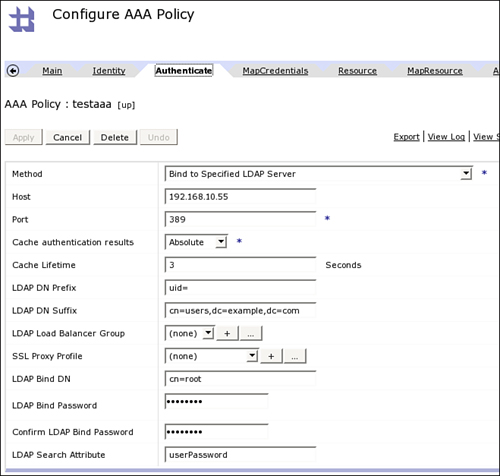 Configure AAA Policy
Main Identity Authenticate MapCredentials Resource MapResource
AAA Policy : testaaa [up]
Apply Cancel Delete Undo Export | View Log | View
Method Bind to Specified LDAP Server *
Host 192.168.10.55
Port 389 *
Cache authentication results Absolute *
Cache Lifetime 3 Seconds
LDAP DN Prefix uid=
LDAP DN Suffix cn=users,dc=example,dc=com
LDAP Load Balancer Group (none) + ...
SSL Proxy Profile (none) + ...
LDAP Bind DN cn=root
LDAP Bind Password ••••••••
Confirm LDAP Bind Password ••••••••
LDAP Search Attribute userPassword